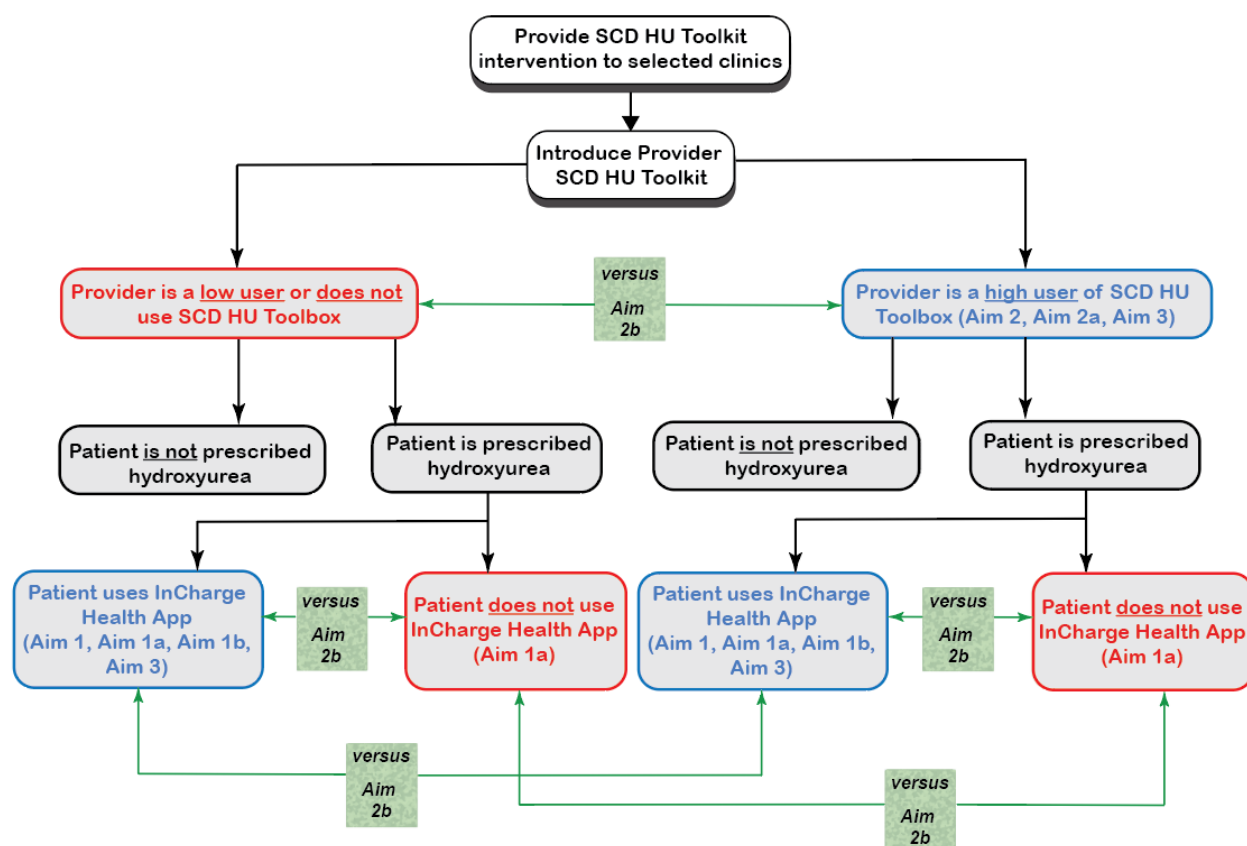 Provide SCD HU Toolkit
intervention to selected clinics
Introduce Provider
SCD HU Toolkit
Provider is a low user or does not
use SCD HU Toolbox
versus
Aim
2b
Provider is a high user of SCD HU
Toolbox (Aim 2, Aim 2a, Aim 3)
Patient is not prescribed
hydroxyurea
Patient is prescribed
hydroxyurea
Patient is not prescribed
hydroxyurea
Patient is prescribed
hydroxyurea
Patient uses InCharge
Health App
(Aim 1, Aim 1a, Aim 1b,
Aim 3)
versus
Aim
2b
Patient does not use
InCharge Health App
(Aim 1a)
Patient uses InCharge
Health App
(Aim 1, Aim 1a, Aim 1b,
Aim 3)
versus
Aim
2b
Patient does not use
InCharge Health App
(Aim 1a)
versus
Aim
2b
versus
Aim
2b